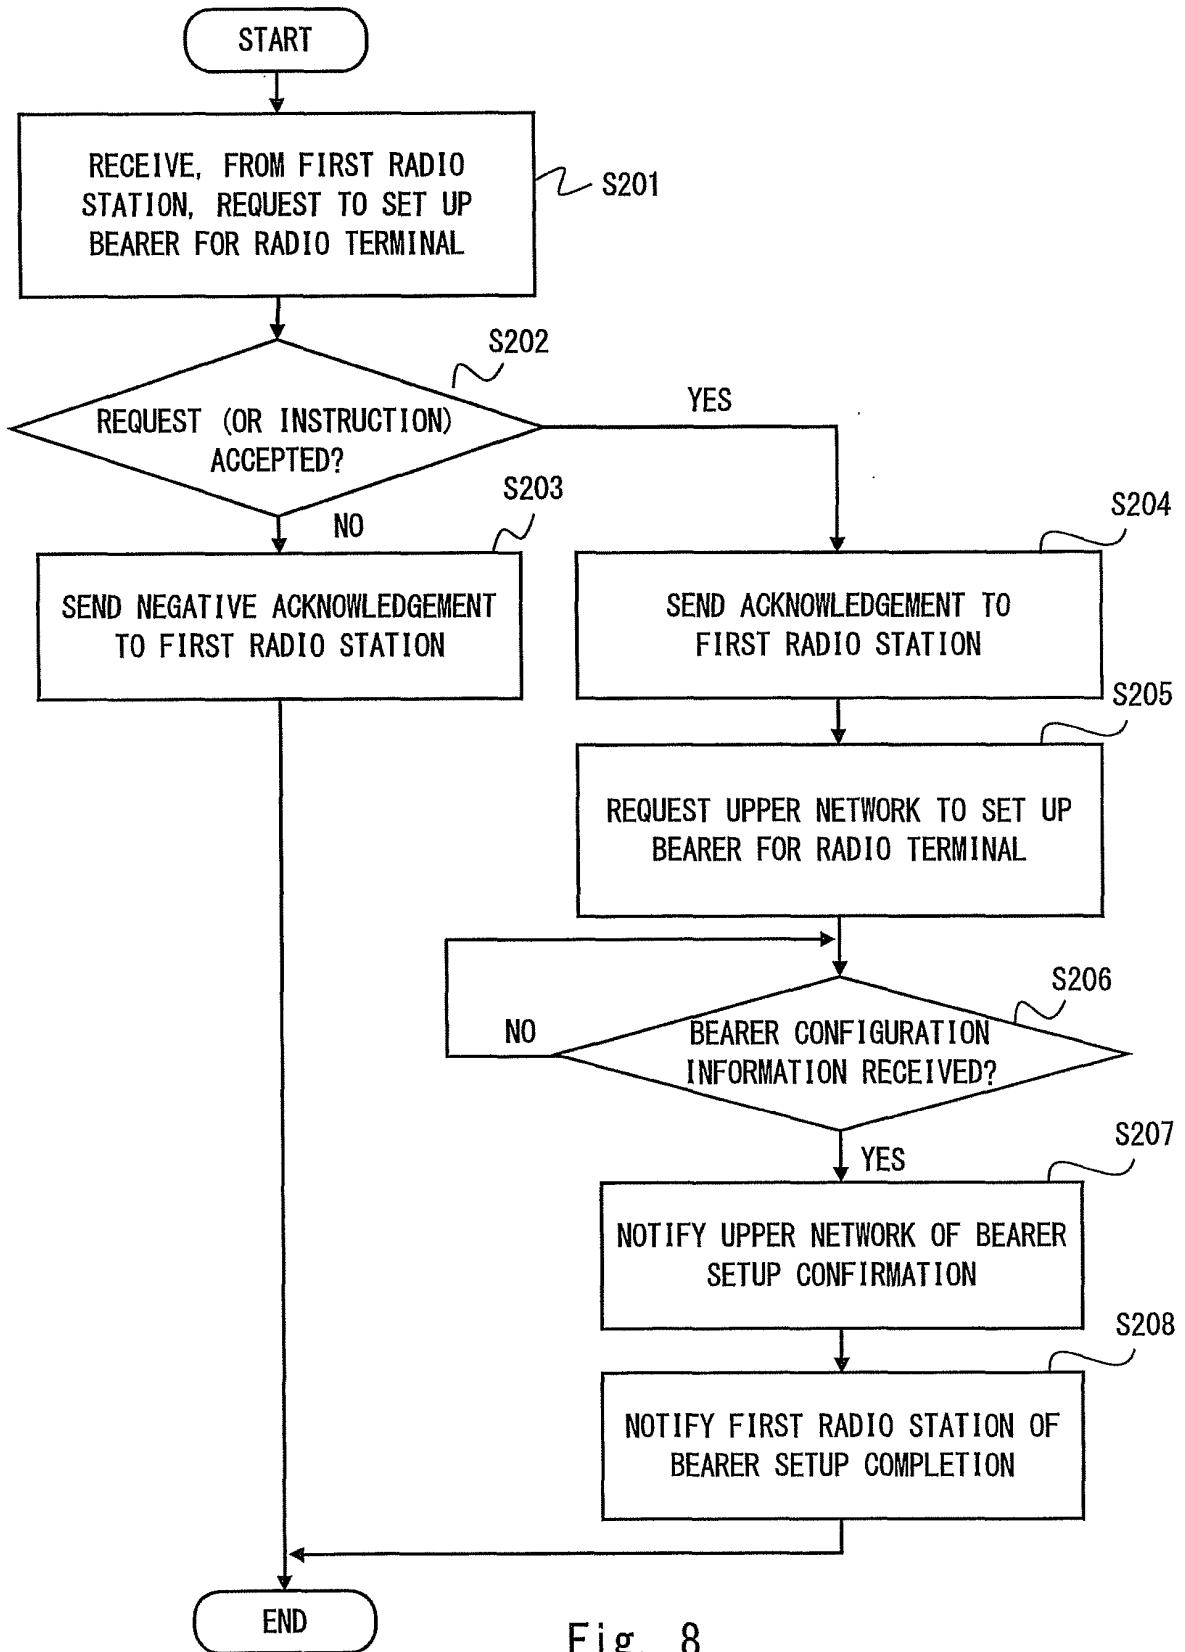 START
RECEIVE, FROM FIRST RADIO
STATION, REQUEST TO SET UP
BEARER FOR RADIO TERMINAL
S201
S202
REQUEST (OR INSTRUCTION)
ACCEPTED?
YES
NO
S203
SEND NEGATIVE ACKNOWLEDGEMENT
TO FIRST RADIO STATION
S204
SEND ACKNOWLEDGEMENT TO
FIRST RADIO STATION
S205
REQUEST UPPER NETWORK TO SET UP
BEARER FOR RADIO TERMINAL
S206
BEARER CONFIGURATION
INFORMATION RECEIVED?
NO
YES
S207
NOTIFY UPPER NETWORK OF BEARER
SETUP CONFIRMATION
S208
NOTIFY FIRST RADIO STATION OF
BEARER SETUP COMPLETION
END
Fig. 8